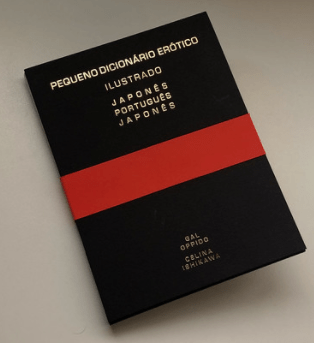 PEQUENO DICIONÁRIO ERÓTICO
ILUSTRADO
JAPONÊS
PORTUGUÊS
JAPONÊS
GAL
OPPIDO
CELINA
ISHIKAWA